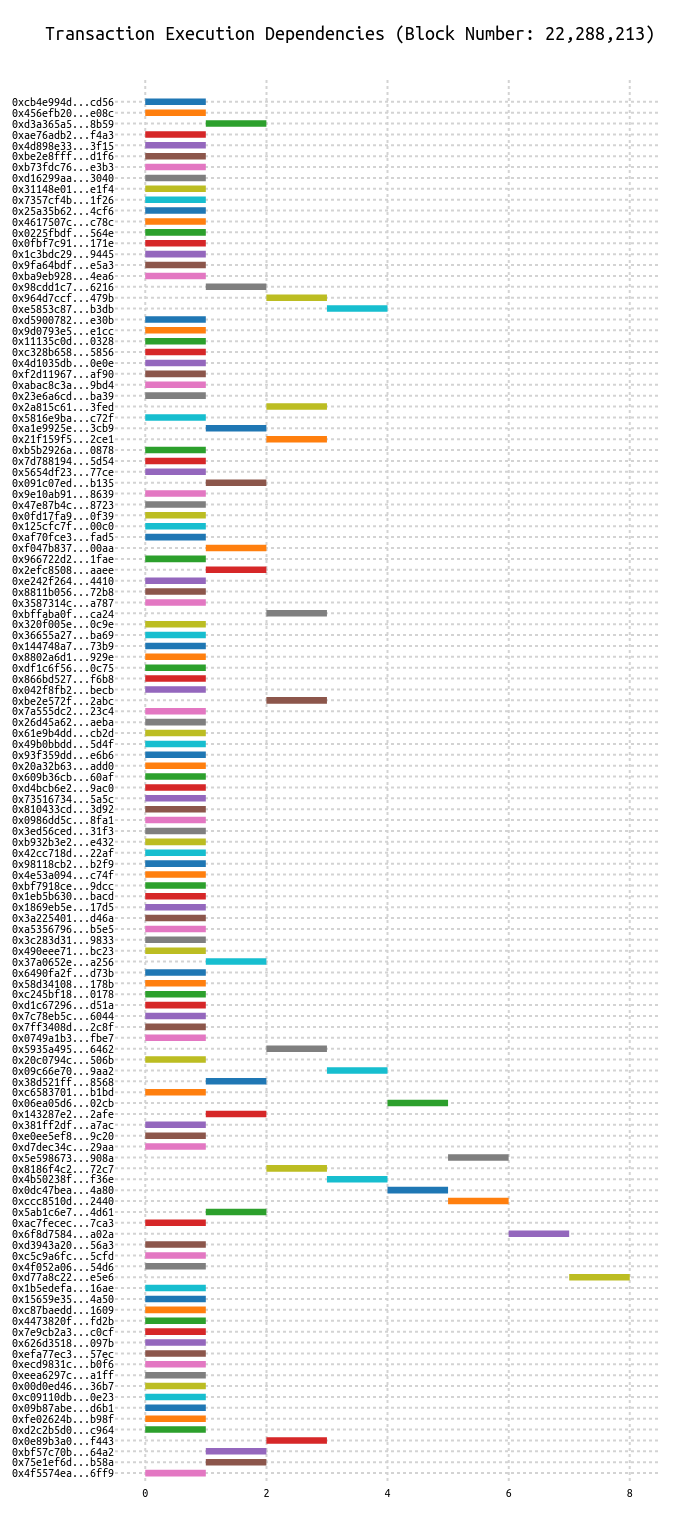 Transaction Execution Dependencies (Block Number: 22,288,213)
0xcb4e994d...cd56
0x456efb20...e08c
0xd3a365a5...8b59
0xae76adb2...f4a3
0x4d898e33...3f15
0xbe2e8fff...d1f6
0xb73fdc76...e3b3
0xd16299aa...3040
0x31148e01...e1f4
0x7357cf4b...1f26
0x25a35b62...4cf6
0x4617507c...c78c
0x0225fbdf...564e
0x0fbf7c91...171e
0x1c3bdc29...9445
0x9fa64bdf...e5a3
0xba9eb928...4ea6
0x98cdd1c7...6216
0x964d7ccf...479b
0xe5853c87...b3db
0xd5900782...e30b
0x9d0793e5...e1cc
0x11135c0d...0328
0xc328b658...5856
0x4d1035db...0e0e
0xf2d11967...af90
0xabac8c3a...9bd4
0x23e6a6cd...ba39
0x2a815c61...3fed
0x5816e9ba...c72f
0xa1e9925e...3cb9
0x21f159f5...2ce1
0xb5b2926a...0878
0x7d788194...5d54
0x5654df23...77ce
0x091c07ed...b135
0x9e10ab91...8639
0x47e87b4c...8723
0x0fd17fa9...0f39
0x125cfc7f...00c0
0xaf70fce3...fad5
0xf047b837...00aa
0x966722d2...1fae
0x2efc8508...aaee
0xe242f264...4410
0x8811b056...72b8
0x3587314c...a787
0xbffaba0f...ca24
0x320f005e...0c9e
0x36655a27...ba69
0x144748a7...73b9
0x8802a6d1...929e
0xdf1c6f56...0c75
0x866bd527...f6b8
0x042f8fb2...becb
0xbe2e572f...2abc
0x7a555dc2...23c4
0x26d45a62...aeba
0x61e9b4dd...cb2d
0x49b0bbdd...5d4f
0x93f359dd...e6b6
0x20a32b63...add0
0x609b36cb...60af
0xd4bcb6e2...9ac0
0x73516734...5a5c
0x810433cd...3d92
0x0986dd5c...8fa1
0x3ed56ced...31f3
0xb932b3e2...e432
0x42cc718d...22af
0x98118cb2...b2f9
0x4e53a094...c74f
0xbf7918ce...9dcc
0x1eb5b630...bacd
0x1869eb5e...17d5
0x3a225401...d46a
0xa5356796...b5e5
0x3c283d31...9833
0x490eee71...bc23
0x37a0652e...a256
0x6490fa2f...d73b
0x58d34108...178b
0xc245bf18...0178
0xd1c67296...d51a
0x7c78eb5c...6044
0x7ff3408d...2c8f
0x0749a1b3...fbe7
0x5935a495...6462
0x20c0794c...506b
0x09c66e70...9aa2
0x38d521ff...8568
0xc6583701...b1bd
0x06ea05d6...02cb
0x143287e2...2afe
0x381ff2df...a7ac
0xe0ee5ef8...9c20
0xd7dec34c...29aa
0x5e598673...908a
0x8186f4c2...72c7
0x4b50238f...f36e
0x0dc47bea...4a80
0xccc8510d...2440
0x5ab1c6e7...4d61
0xac7fecec...7ca3
0x6f8d7584...a02a
0xd3943a20...56a3
0xc5c9a6fc...5cfd
0x4f052a06...54d6
0xd77a8c22...e5e6
0x1b5edefa...16ae
0x15659e35...4a50
0xc87baedd...1609
0x4473820f...fd2b
0x7e9cb2a3...c0cf
0x626d3518...097b
0xefa77ec3...57ec
0xecd9831c...b0f6
0xeea6297c...a1ff
0x00d0ed46...36b7
0xc09110db...0e23
0x09b87abe...d6b1
0xfe02624b...b98f
0xd2c2b5d0...c964
0x0e89b3a0...f443
0xbf57c70b...64a2
0x75e1ef6d...b58a
0x4f5574ea...6ff9
0 2 4 6 8